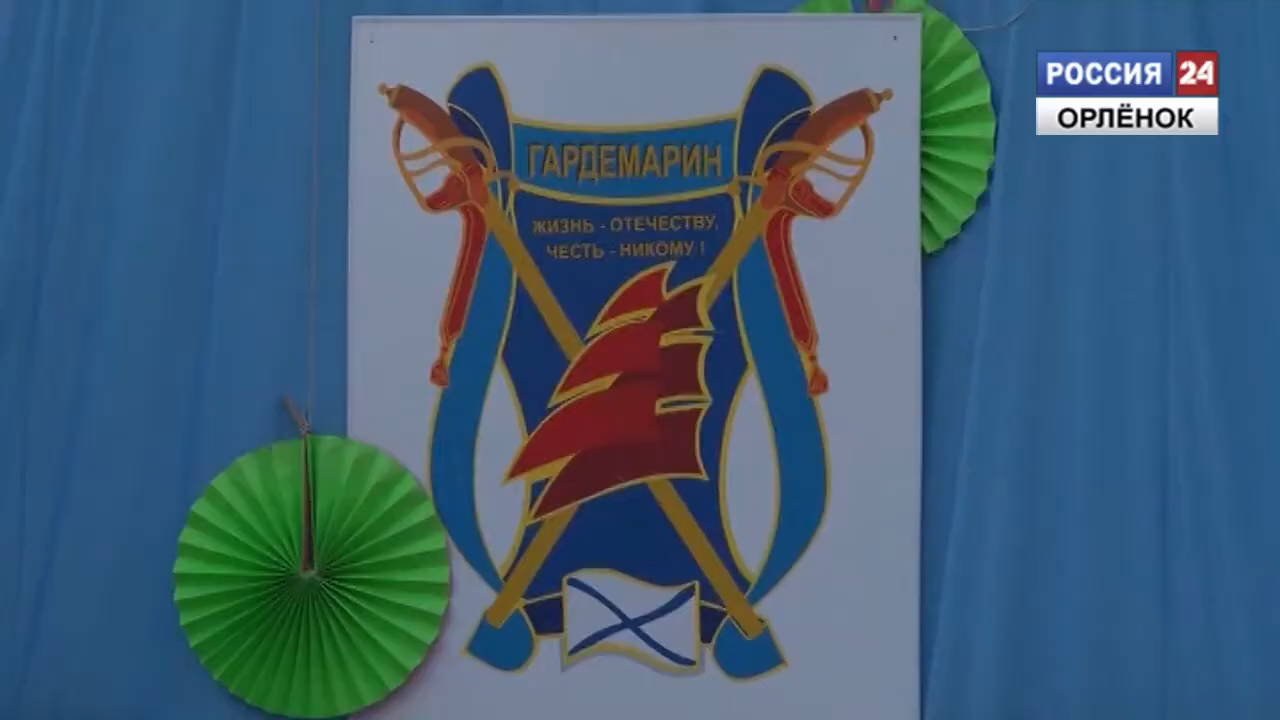 РОССИЯ 24
ОРЛЁНОК
ГАРДЕМАРИН
ЖИЗНЬ - ОТЕЧЕСТВУ,
ЧЕСТЬ - НИКОМУ !